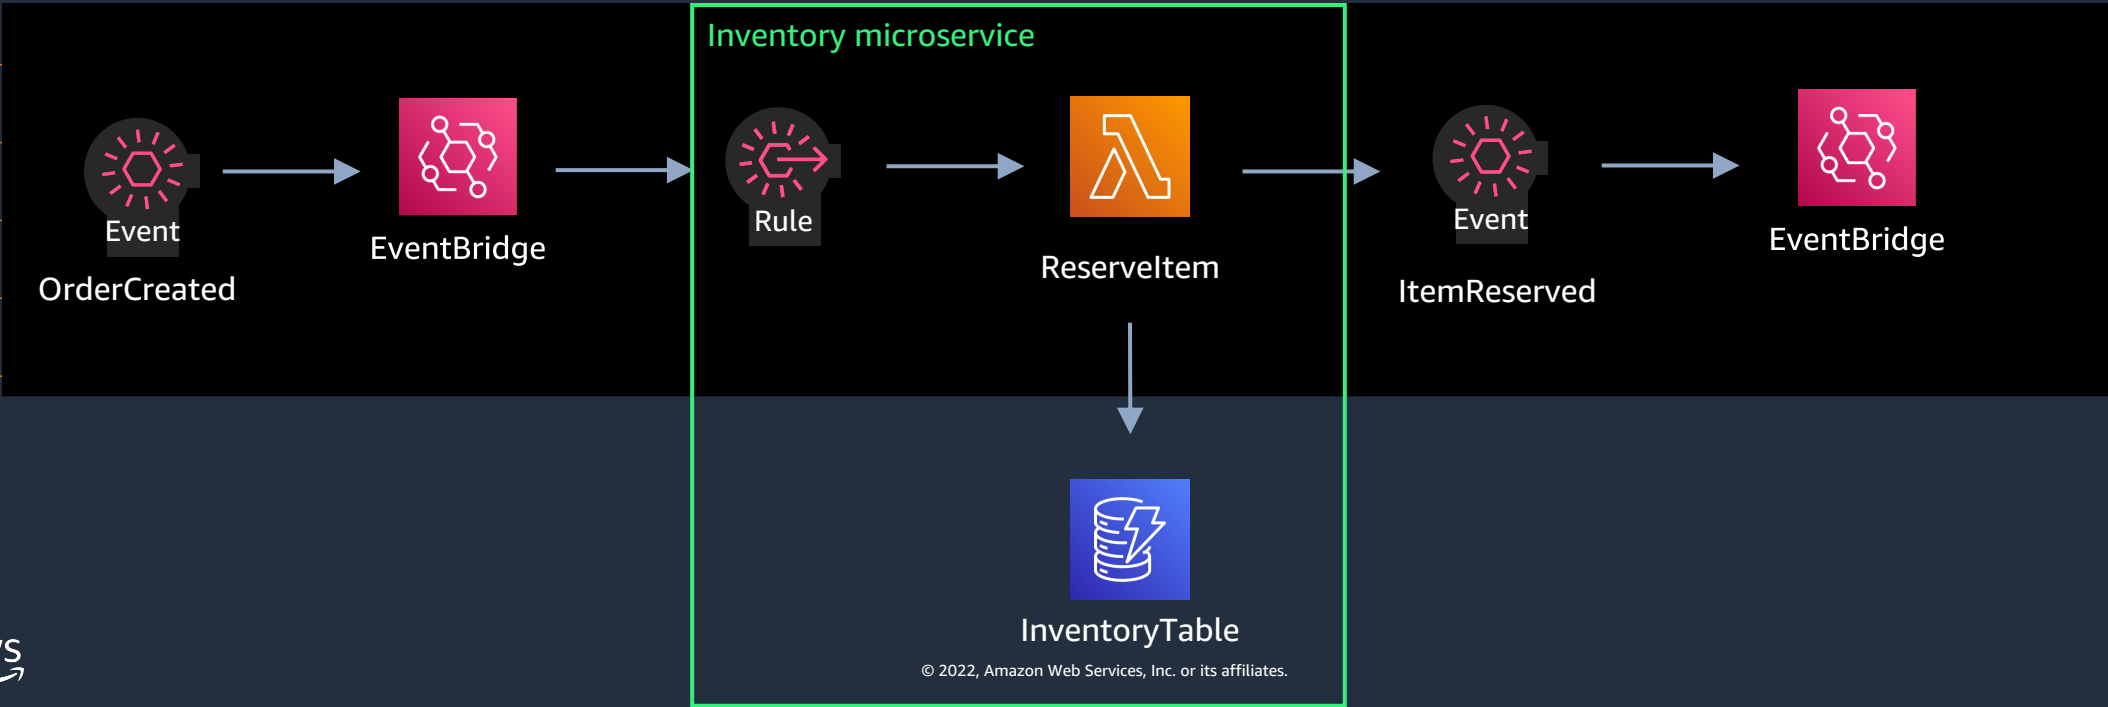 Inventory microservice
Event
EventBridge
OrderCreated
Rule
ReserveItem
Event
EventBridge
ItemReserved
InventoryTable
© 2022, Amazon Web Services, Inc. or its affiliates.